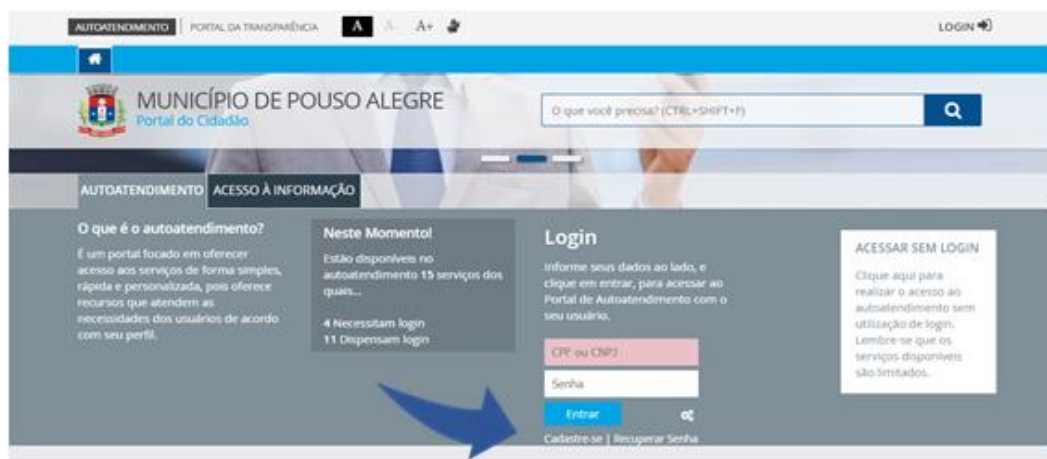 AUTOATENDIMENTO PORTAL DA TRANSPARÊNCIA A A- A+ LOGIN
MUNICÍPIO DE POUSO ALEGRE
Portal do Cidadão
O que você precisa? (CTRL+SHIFT+F)
AUTOATENDIMENTO ACESSO À INFORMAÇÃO
O que é o autoatendimento?
É um portal focado em oferecer
acesso aos serviços de forma simples,
rápida e personalizada, pois oferece
recursos que atendem as
necessidades dos usuários de acordo
com seu perfil.
Neste Momento!
Estão disponíveis no
autoatendimento 15 serviços dos
quais...
4 Necessitam login
11 Dispensam login
Login
Informe seus dados ao lado, e
clique em entrar, para acessar ao
Portal de Autoatendimento com o
seu usuário.
CPF ou CNPJ
Senha
Entrar
Cadastre-se | Recuperar Senha
ACESSAR SEM LOGIN
Clique aqui para
realizar o acesso ao
autoatendimento sem
utilização de login.
Lembre-se que os
serviços disponíveis
são limitados.